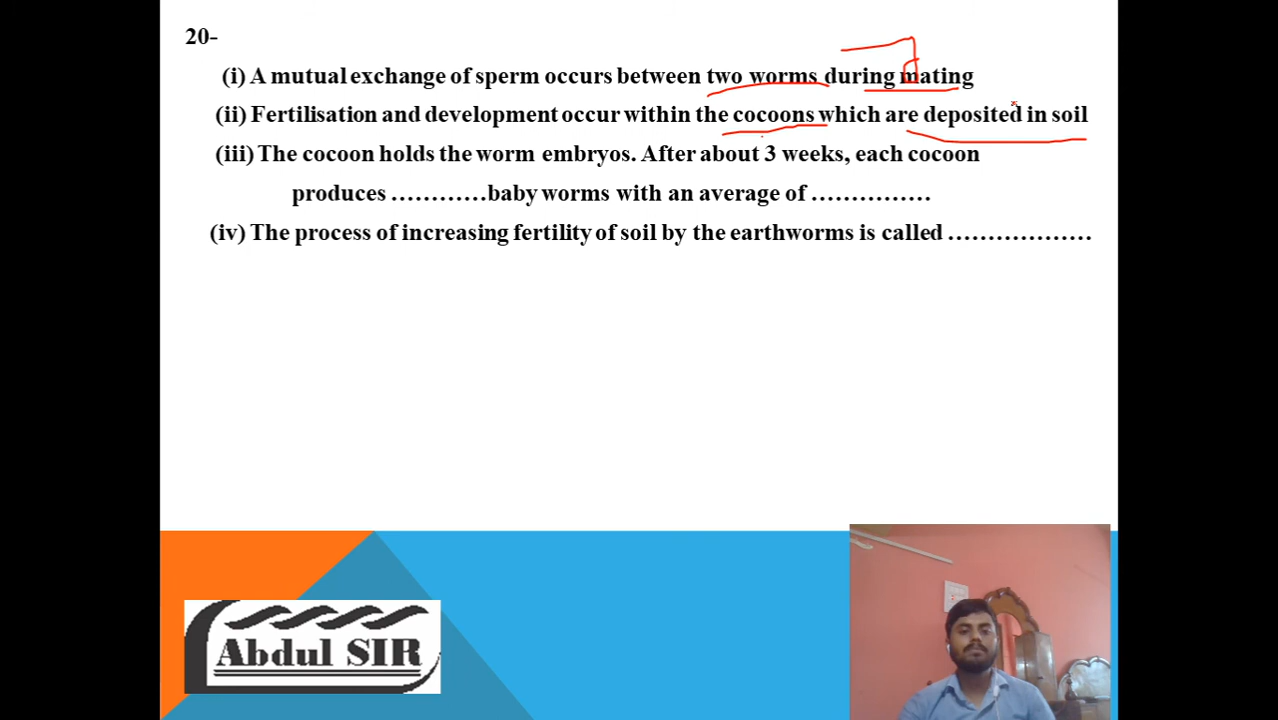 20-
(i) A mutual exchange of sperm occurs between two worms during mating
(ii) Fertilisation and development occur within the cocoons which are deposited in soil
(iii) The cocoon holds the worm embryos. After about 3 weeks, each cocoon
produces …………baby worms with an average of ……………
(iv) The process of increasing fertility of soil by the earthworms is called ………………
Abdul SIR